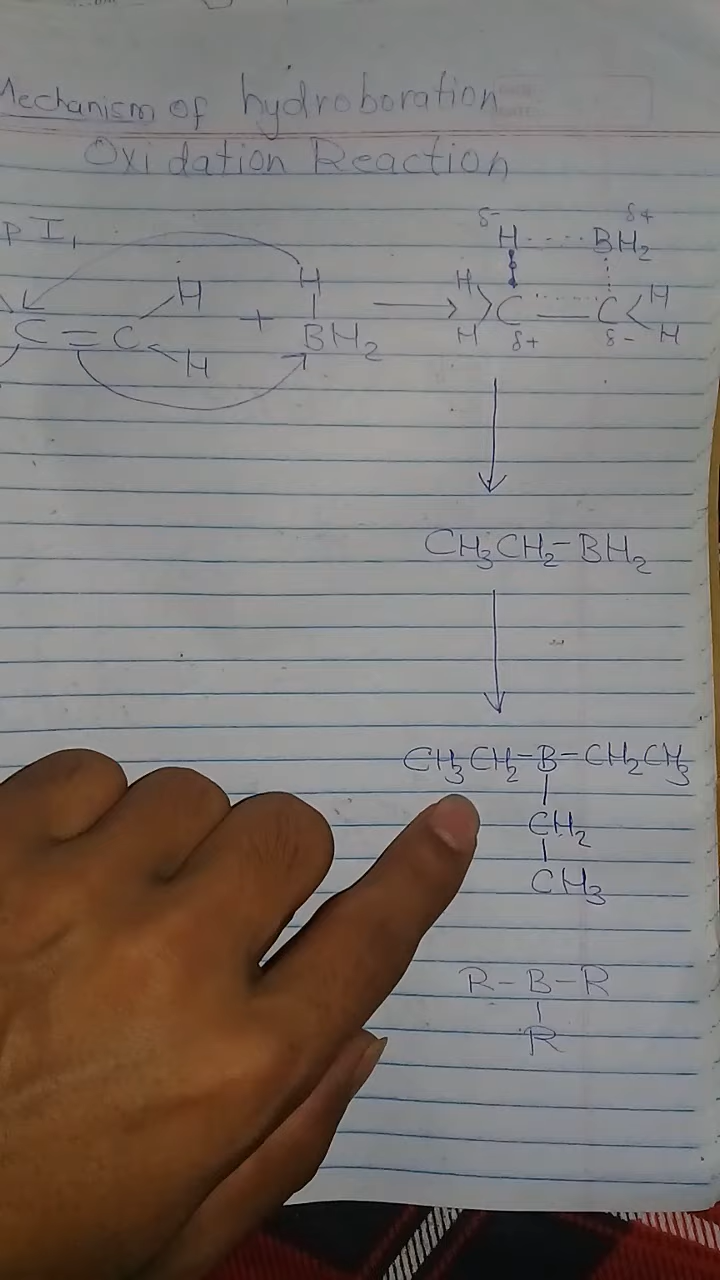 Mechanism of hydroboration
Oxidation Reaction
p I,
δ- δ+
H ..... BH2
H H H H
C = C + BH2 → C — C
H H H
δ+ δ-
CH3CH2-BH2
CH3CH2-B-CH2CH3
CH2
CH3
R-B-R
R